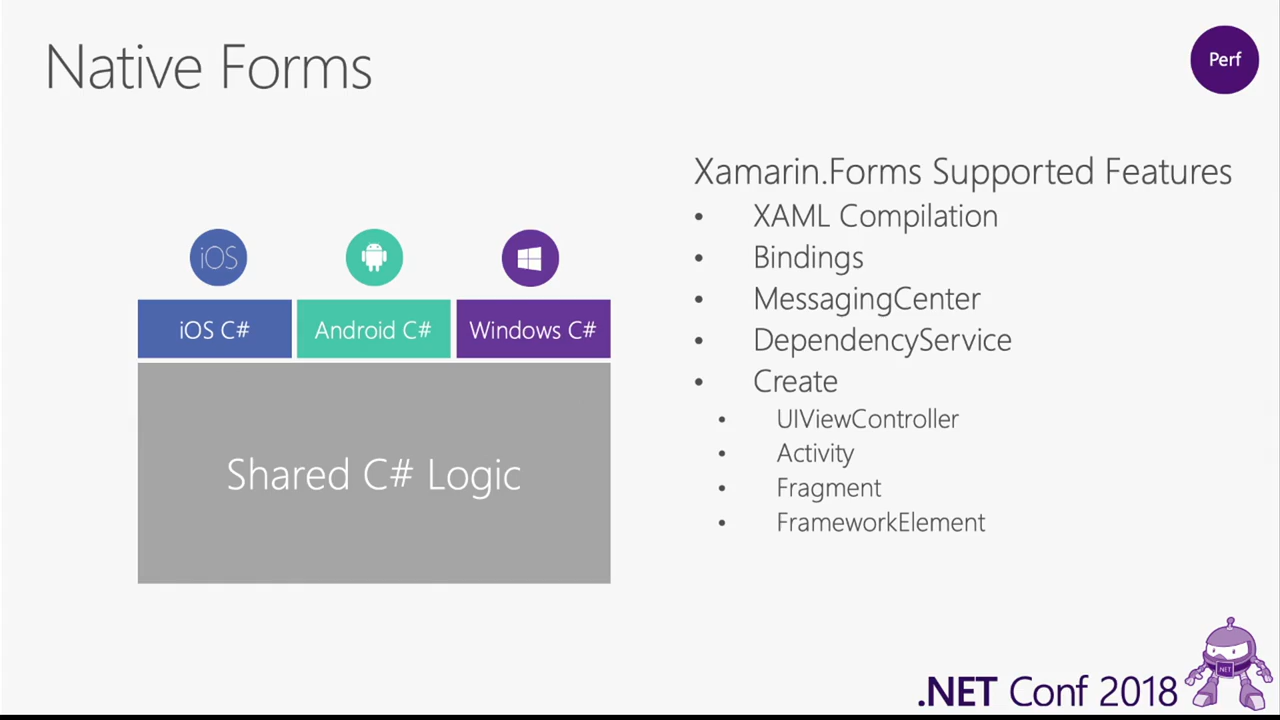 Native Forms
Perf
Xamarin.Forms Supported Features
• XAML Compilation
• Bindings
• MessagingCenter
• DependencyService
• Create
• UIViewController
• Activity
• Fragment
• FrameworkElement
iOS
iOS C#
Android C#
Windows C#
Shared C# Logic
.NET Conf 2018
.NET